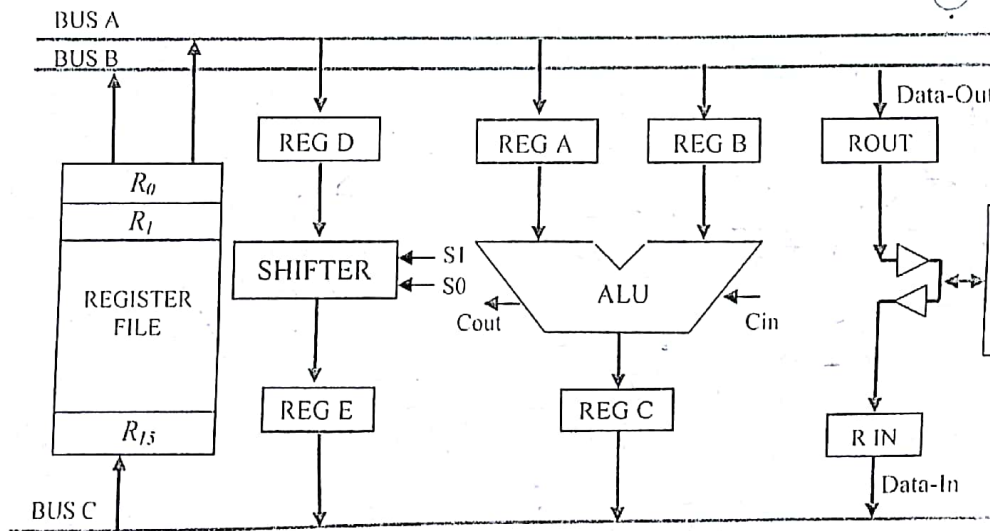 BUS A
BUS B
Data-Out
REG D
REG A
REG B
ROUT
R0
R1
SHIFTER
S1
S0
ALU
REGISTER
FILE
Cout
Cin
REG E
REG C
R15
R IN
Data-In
BUS C